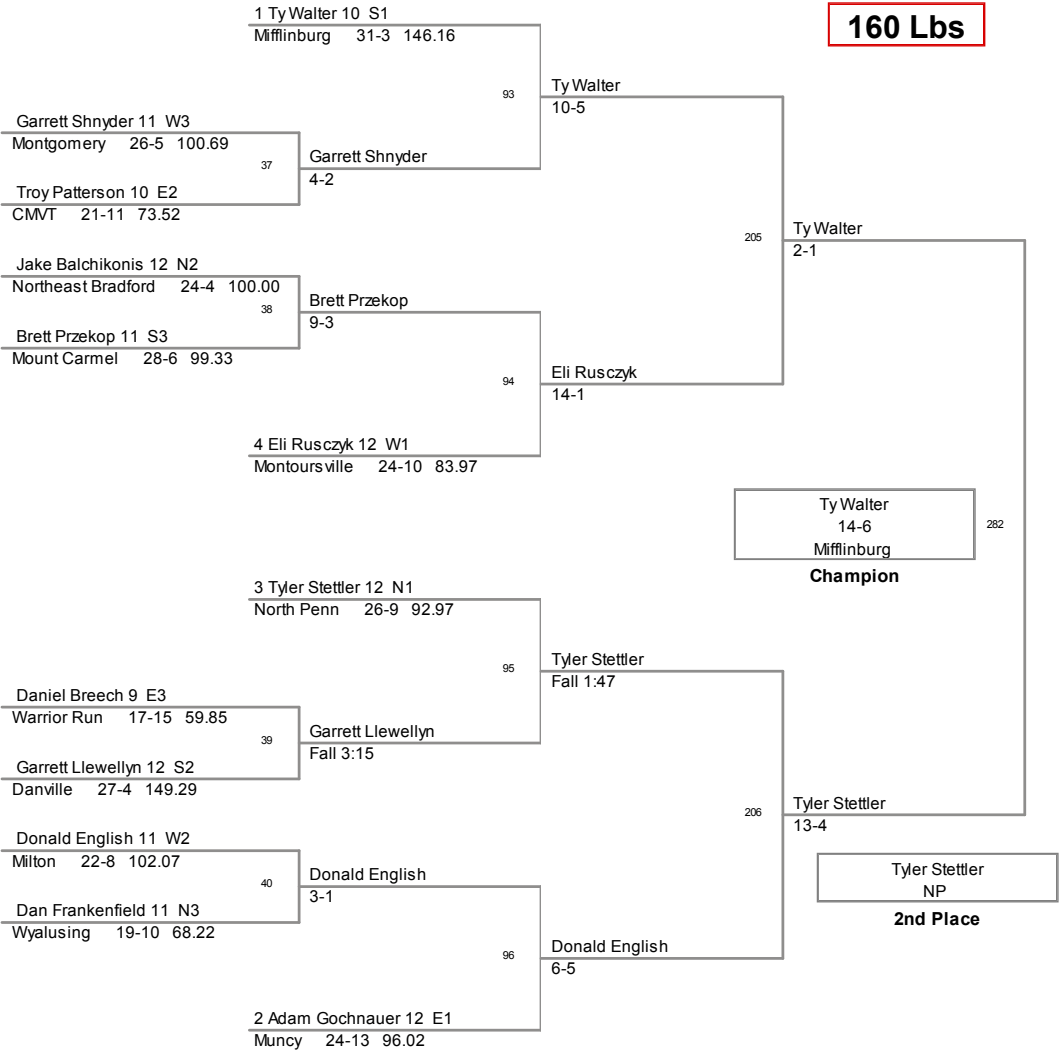 1 Ty Walter 10 S1
Mifflinburg 31-3 146.16
160 Lbs
93
Ty Walter
10-5
Garrett Shnyder 11 W3
Montgomery 26-5 100.69
37
Garrett Shnyder
4-2
Troy Patterson 10 E2
CMVT 21-11 73.52
205
Ty Walter
2-1
Jake Balchikonis 12 N2
Northeast Bradford 24-4 100.00
38
Brett Przekop
9-3
Brett Przekop 11 S3
Mount Carmel 28-6 99.33
94
Eli Rusczyk
14-1
4 Eli Rusczyk 12 W1
Montoursville 24-10 83.97
Ty Walter
14-6
Mifflinburg
282
Champion
3 Tyler Stettler 12 N1
North Penn 26-9 92.97
95
Tyler Stettler
Fall 1:47
Daniel Breech 9 E3
Warrior Run 17-15 59.85
39
Garrett Llewellyn
Fall 3:15
Garrett Llewellyn 12 S2
Danville 27-4 149.29
206
Tyler Stettler
13-4
Donald English 11 W2
Milton 22-8 102.07
40
Donald English
3-1
Tyler Stettler
NP
2nd Place
Dan Frankenfield 11 N3
Wyalusing 19-10 68.22
96
Donald English
6-5
2 Adam Gochnauer 12 E1
Muncy 24-13 96.02